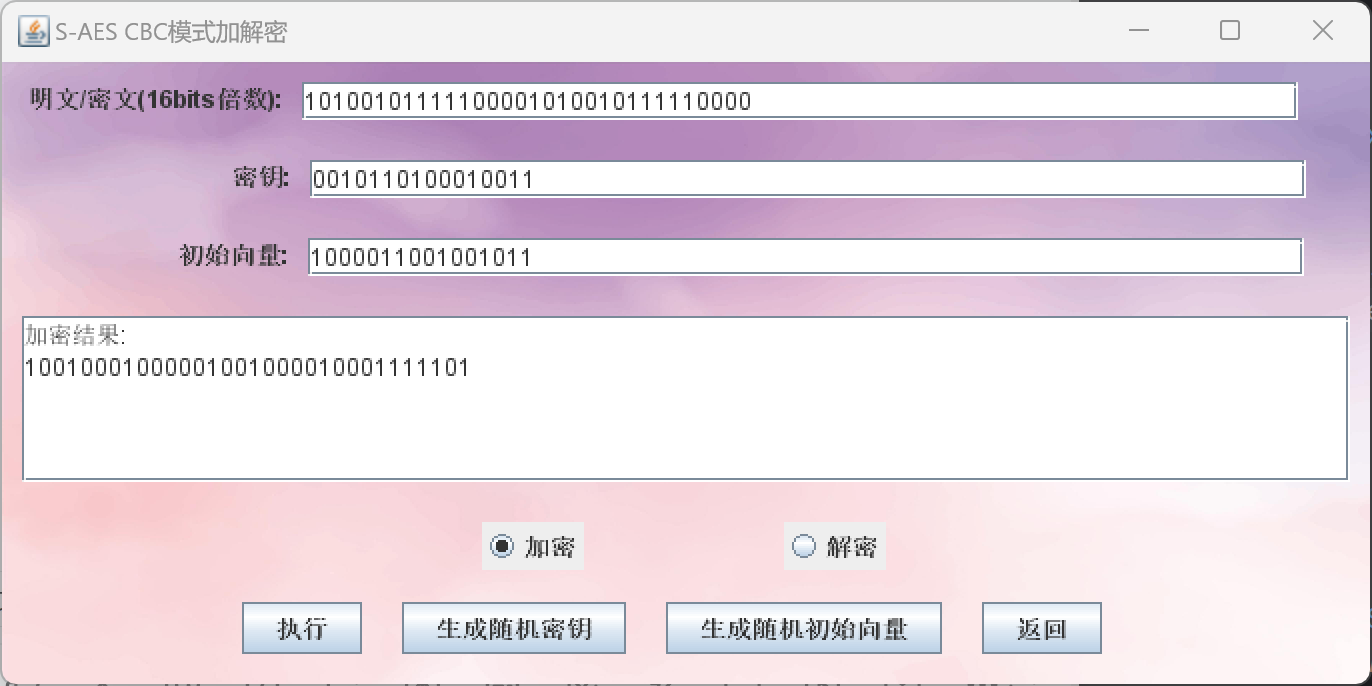 S-AES CBC模式加解密
明文/密文(16bits倍数): 10100101111100001010010111110000
密钥: 0010110100010011
初始向量: 1000011001001011
加密结果:
10010001000001001000010001111101
加密 解密
执行 生成随机密钥 生成随机初始向量 返回